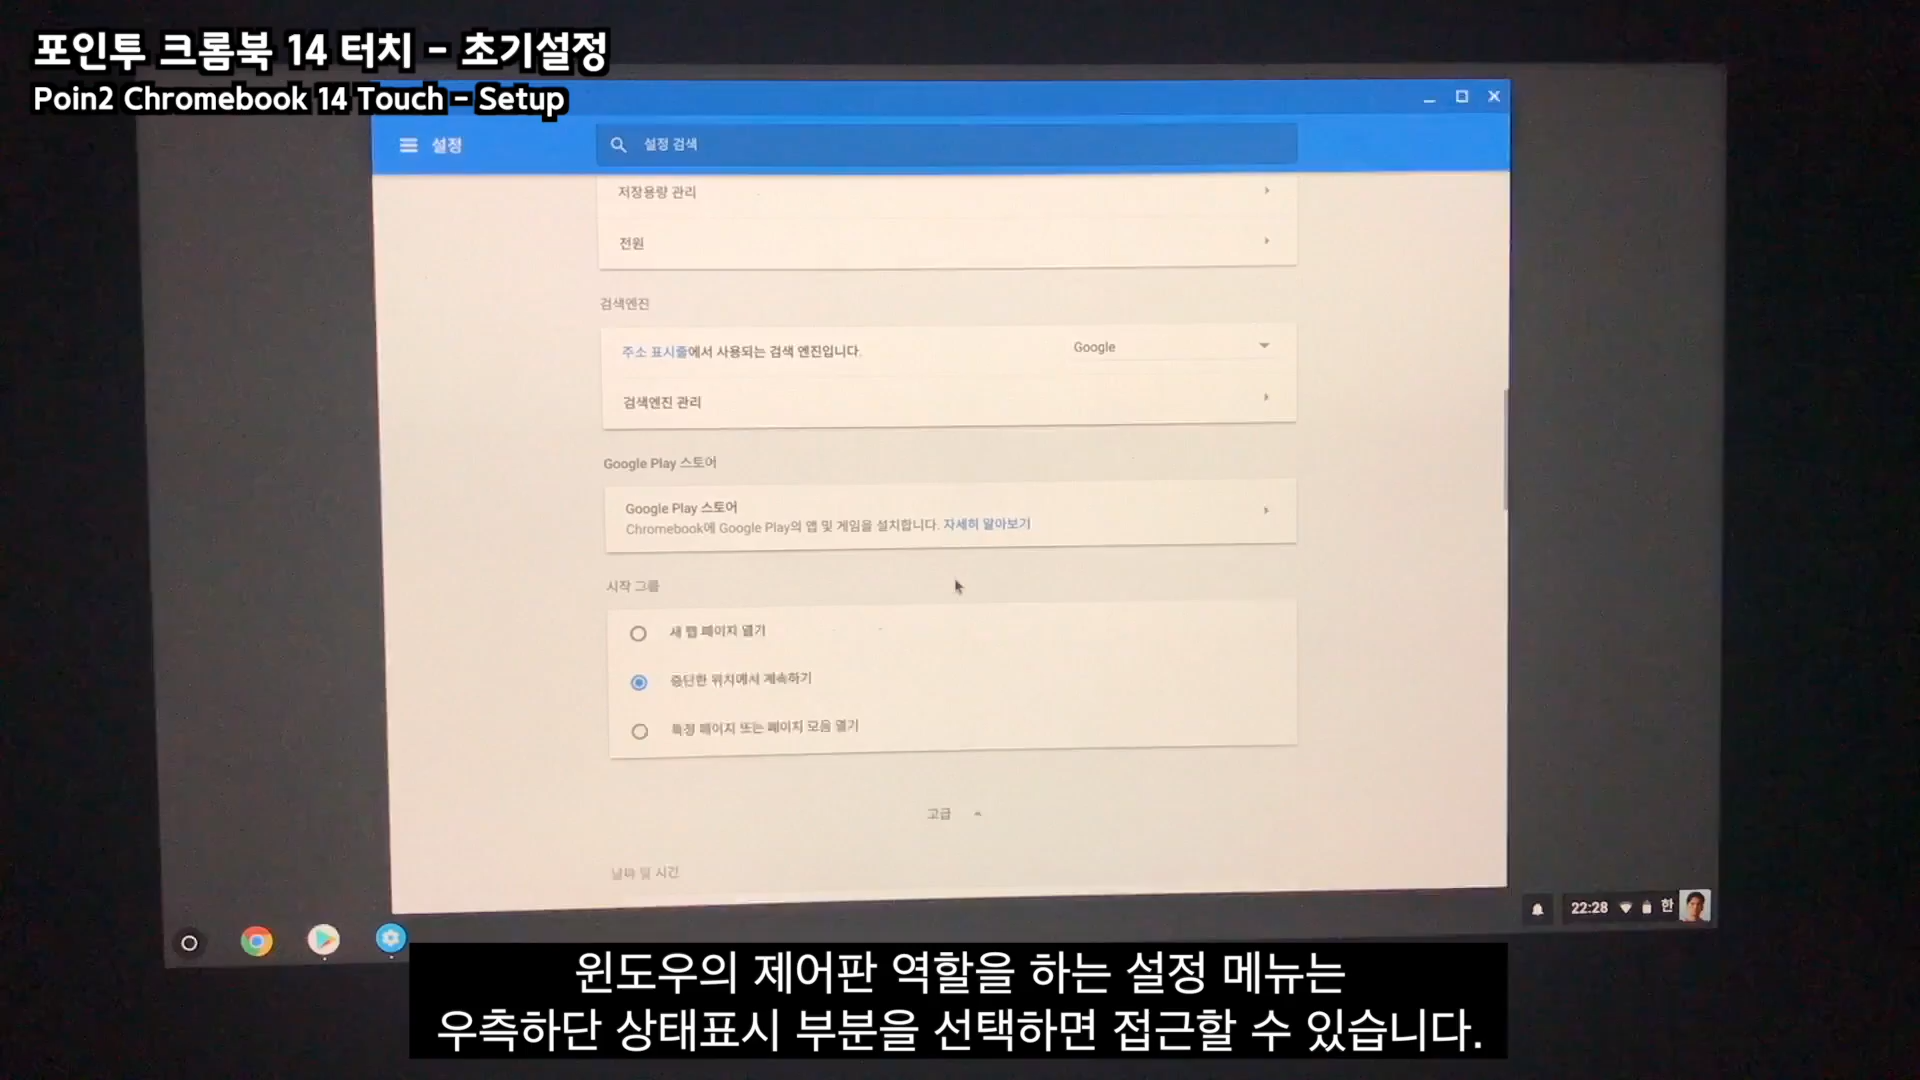 포인투 크롬북 14 터치 - 초기설정
Poin2 Chromebook 14 Touch - Setup
설정
설정 검색
저장용량 관리
전원
검색엔진
주소 표시줄에서 사용되는 검색 엔진입니다.
Google
검색엔진 관리
Google Play 스토어
Google Play 스토어
Chromebook에 Google Play의 앱 및 게임을 설치합니다. 자세히 알아보기
시작 그룹
새 탭 페이지 열기
중단한 위치에서 계속하기
특정 페이지 또는 페이지 모음 열기
고급
날짜 및 시간
22:28
한
윈도우의 제어판 역할을 하는 설정 메뉴는
우측하단 상태표시 부분을 선택하면 접근할 수 있습니다.